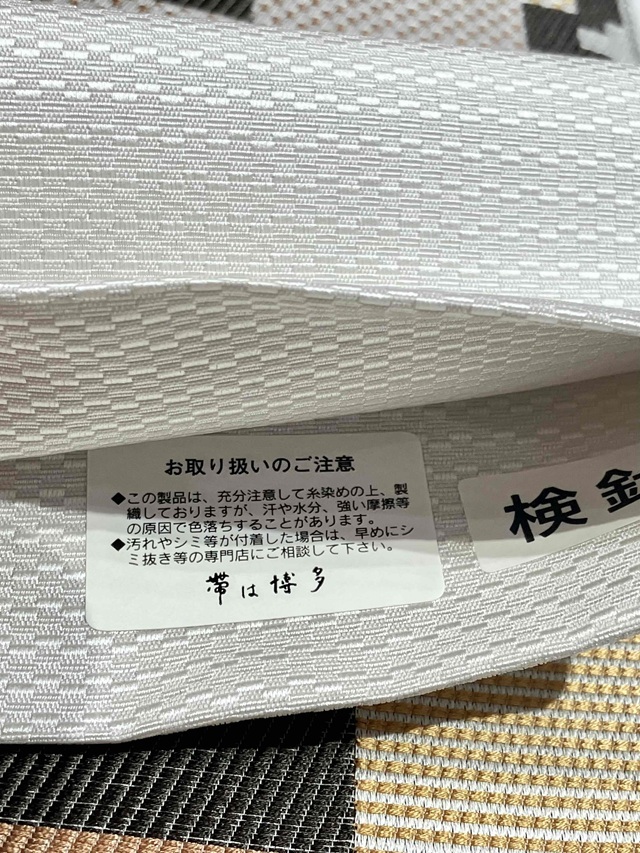 お取り扱いのご注意
◆この製品は、充分注意して糸染めの上、製
織しておりますが、汗や水分、強い摩擦等
の原因で色落ちすることがあります。
◆汚れやシミ等が付着した場合は、早めにシ
ミ抜き等の専門店にご相談して下さい。
帯は博多
検針